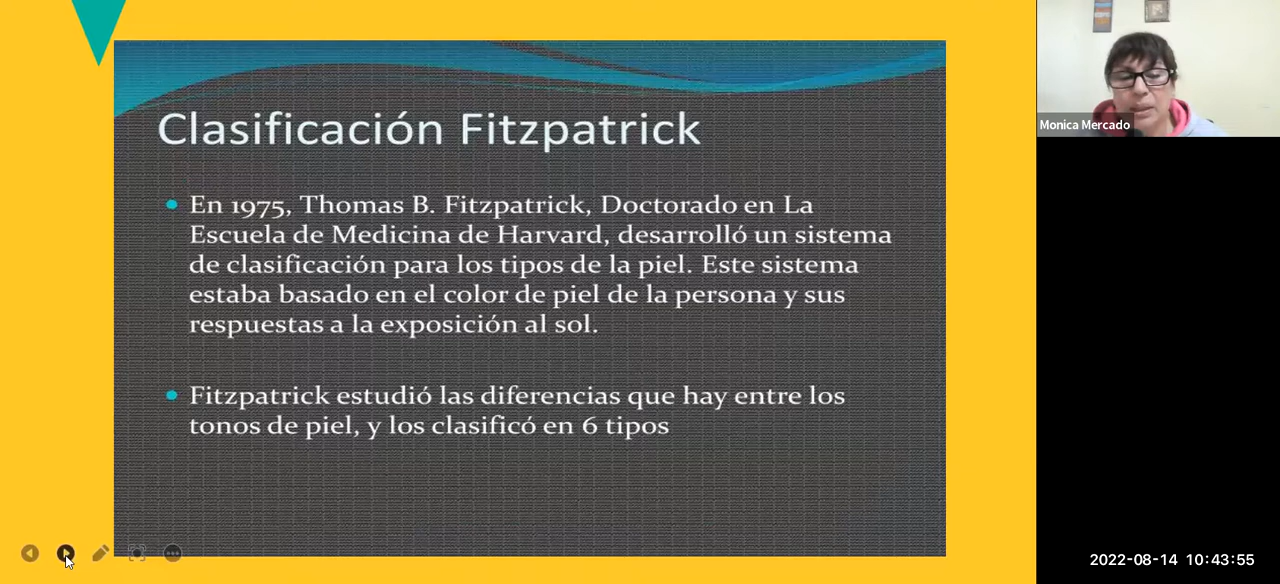 Clasificación Fitzpatrick
En 1975, Thomas B. Fitzpatrick, Doctorado en La
Escuela de Medicina de Harvard, desarrolló un sistema
de clasificación para los tipos de la piel. Este sistema
estaba basado en el color de piel de la persona y sus
respuestas a la exposición al sol.
Fitzpatrick estudió las diferencias que hay entre los
tonos de piel, y los clasificó en 6 tipos
Monica Mercado
2022-08-14 10:43:55